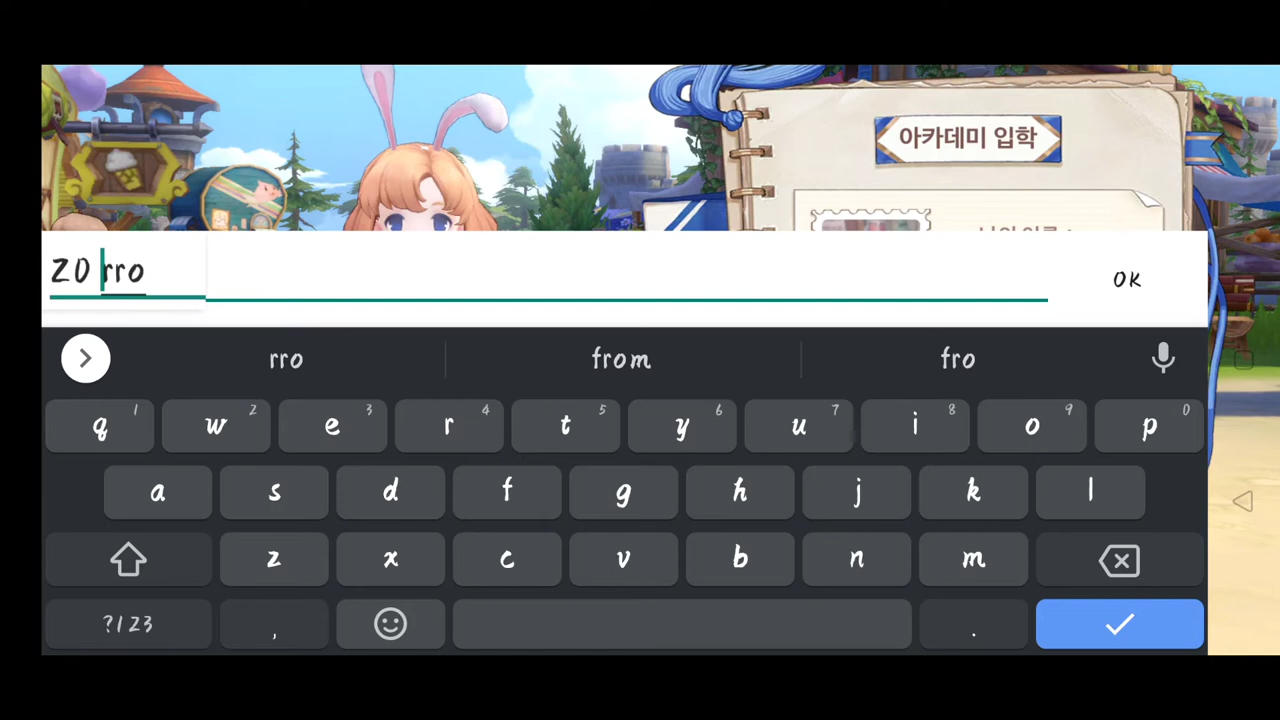 아카데미 입학
ZO rro
OK
rro from fro
q 1 w 2 e 3 r 4 t 5 y 6 u 7 i 8 o 9 p 0
a s d f g h j k l
z x c v b n m
?123 , .